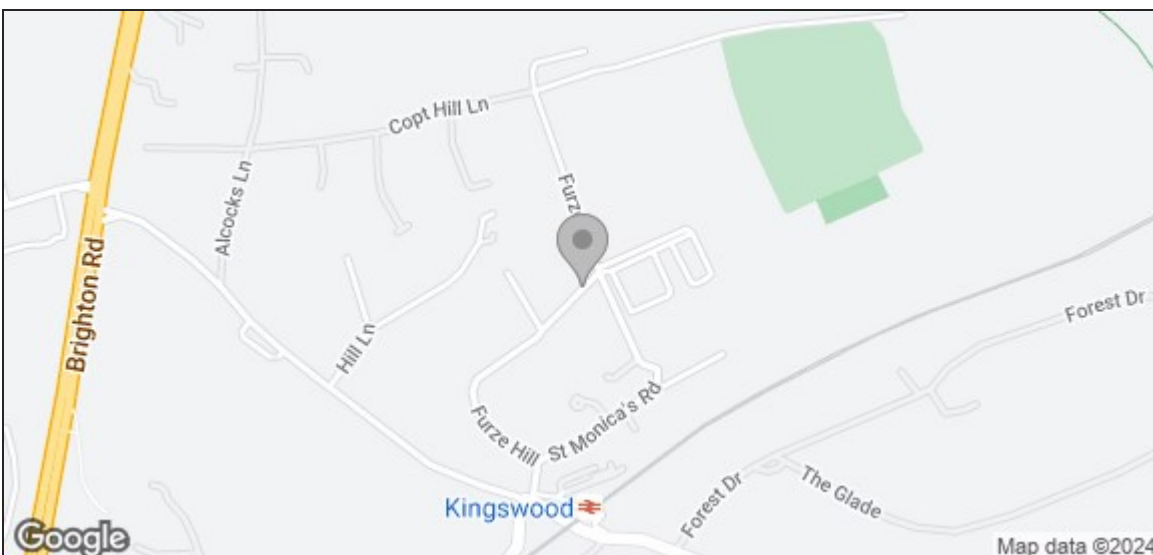 Copt Hill Ln
Alcocks Ln
Furze
Brighton Rd
Hill Ln
Forest Dr
Furze Hill
St Monica's Rd
Kingswood
Forest Dr
The Glade
Google
Map data ©2024